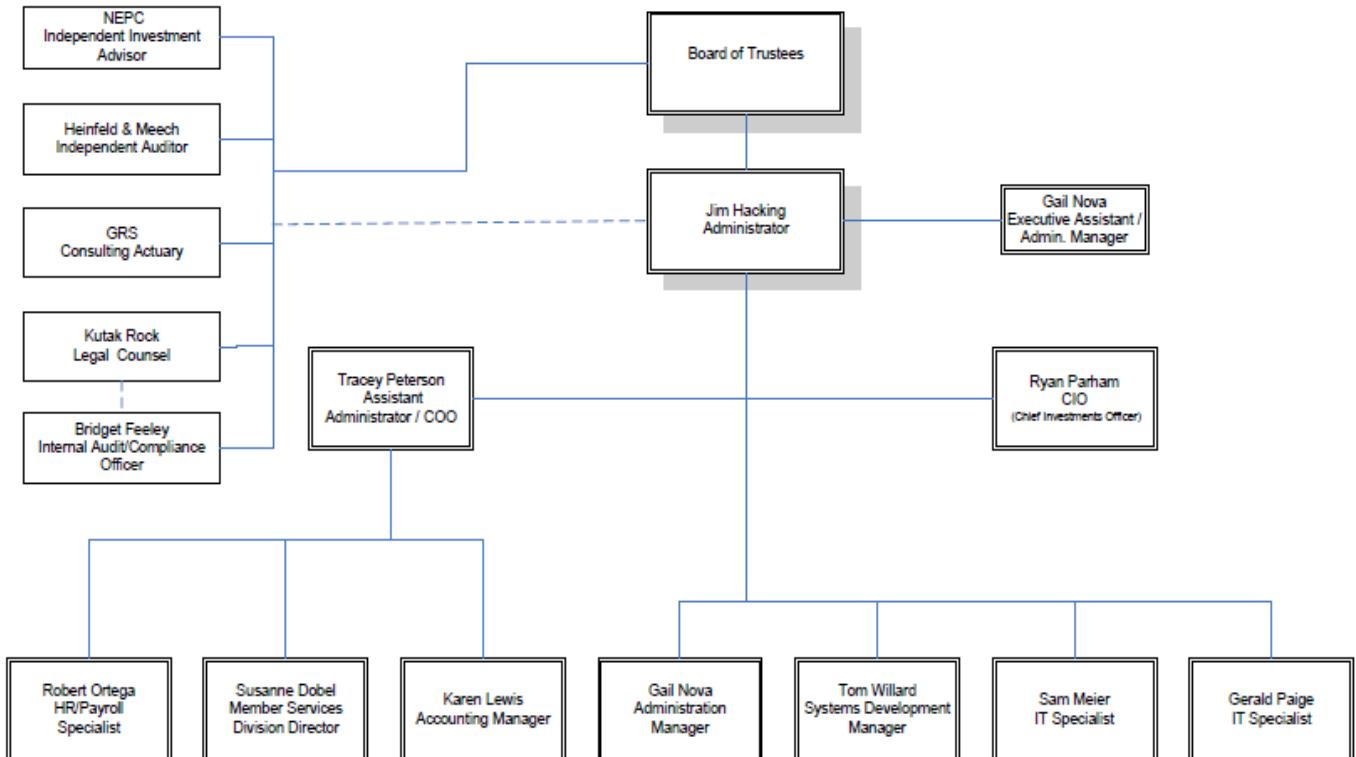 NEPC
Independent Investment
Advisor
Board of Trustees
Heinfeld & Meech
Independent Auditor
Jim Hacking
Administrator
Gail Nova
Executive Assistant /
Admin. Manager
GRS
Consulting Actuary
Kutak Rock
Legal Counsel
Tracey Peterson
Assistant
Administrator / COO
Ryan Parham
CIO
(Chief Investments Officer)
Bridget Feeley
Internal Audit/Compliance
Officer
Robert Ortega
HR/Payroll
Specialist
Susanne Dobel
Member Services
Division Director
Karen Lewis
Accounting Manager
Gail Nova
Administration
Manager
Tom Willard
Systems Development
Manager
Sam Meier
IT Specialist
Gerald Paige
IT Specialist